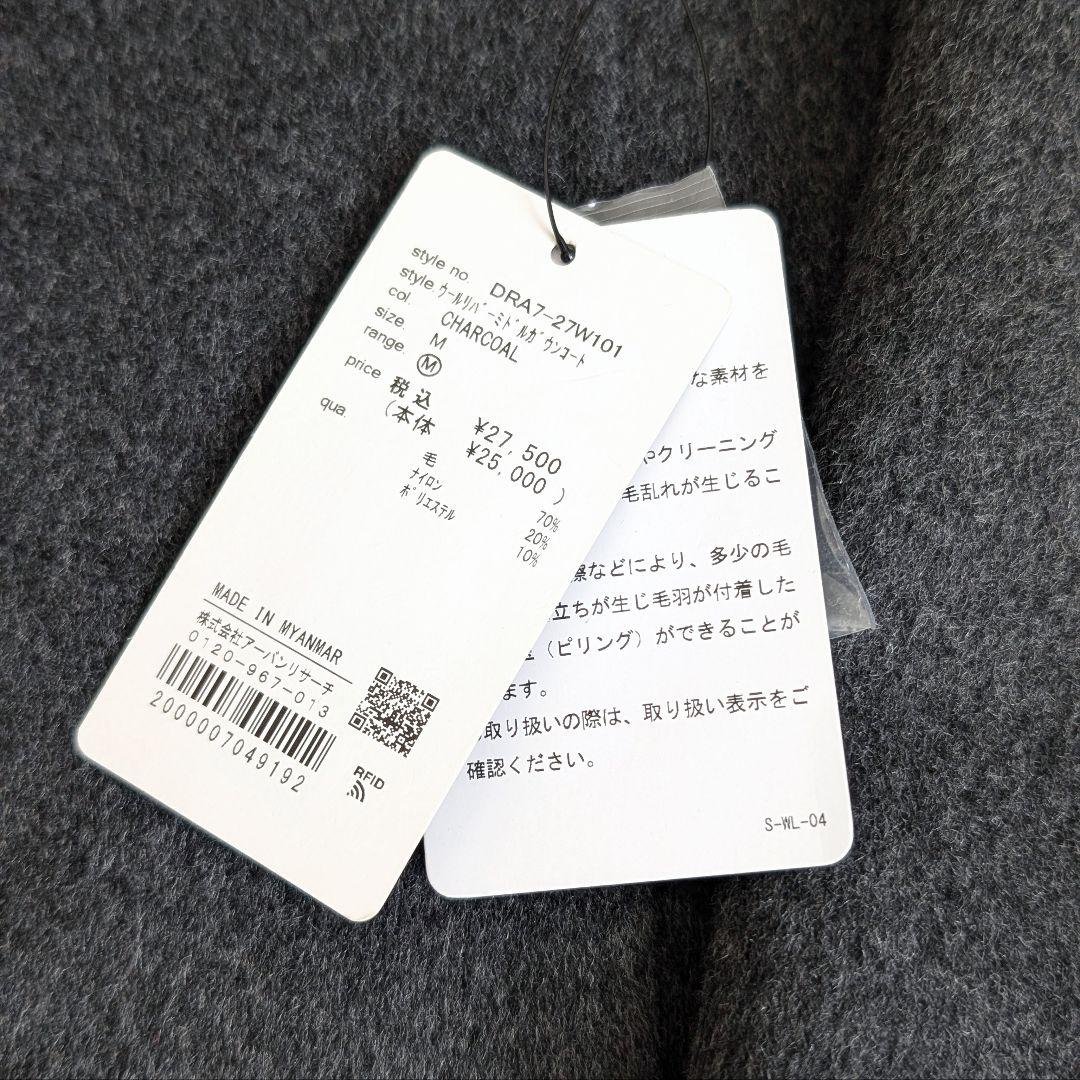 style no. DRA7-27W101
style ウールリバーミドルガウンコート
col. CHARCOAL
size. M
range. Ⓜ
price 税込 ¥27,500
(本体 ¥25,000)
qua. 毛 70%
ナイロン 20%
ポリエステル 10%
MADE IN MYANMAR
株式会社アーバンリサーチ
0120-967-013
2000007049192
RFID
な素材を
やクリーニング
毛乱れが生じるこ
際などにより、多少の毛
立ちが生じ毛羽が付着した
(ピリング)ができることが
ます。
取り扱いの際は、取り扱い表示をご
確認ください。
S-WL-04